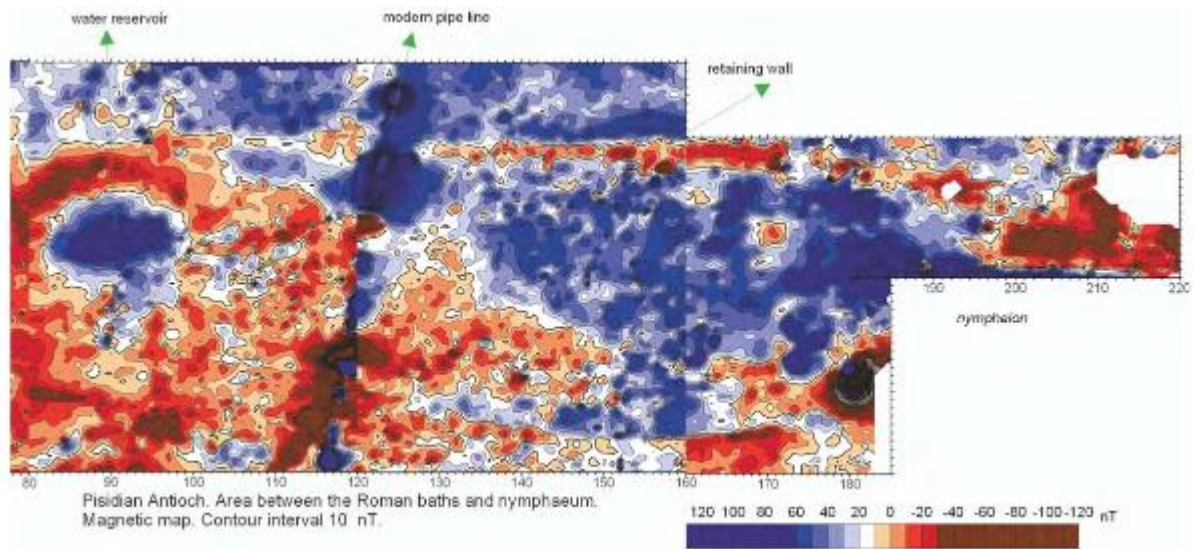 water reservoir
modern pipe line
retaining wall
190 200 210 220
nymphaion
80 90 100 110 120 130 140 150 160 170 180
Pisidian Antioch. Area between the Roman baths and nymphaeum.
Magnetic map. Contour interval 10 nT.
120 100 80 60 40 20 0 -20 -40 -60 -80 -100 -120 nT